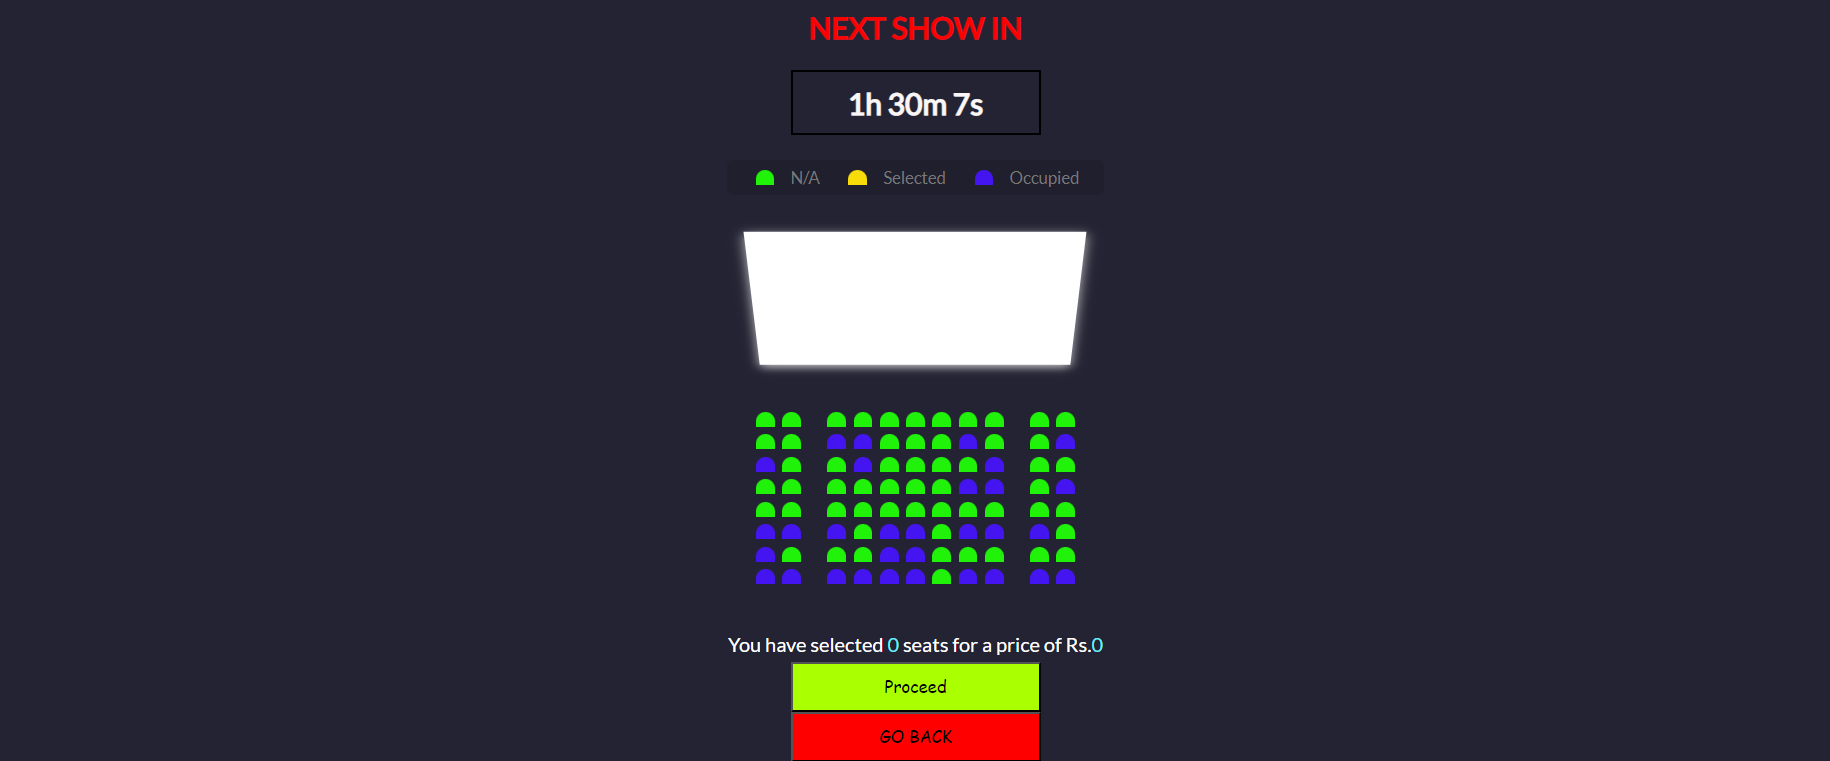 NEXT SHOW IN
1h 30m 7s
N/A Selected Occupied
You have selected 0 seats for a price of Rs.0
Proceed
GO BACK